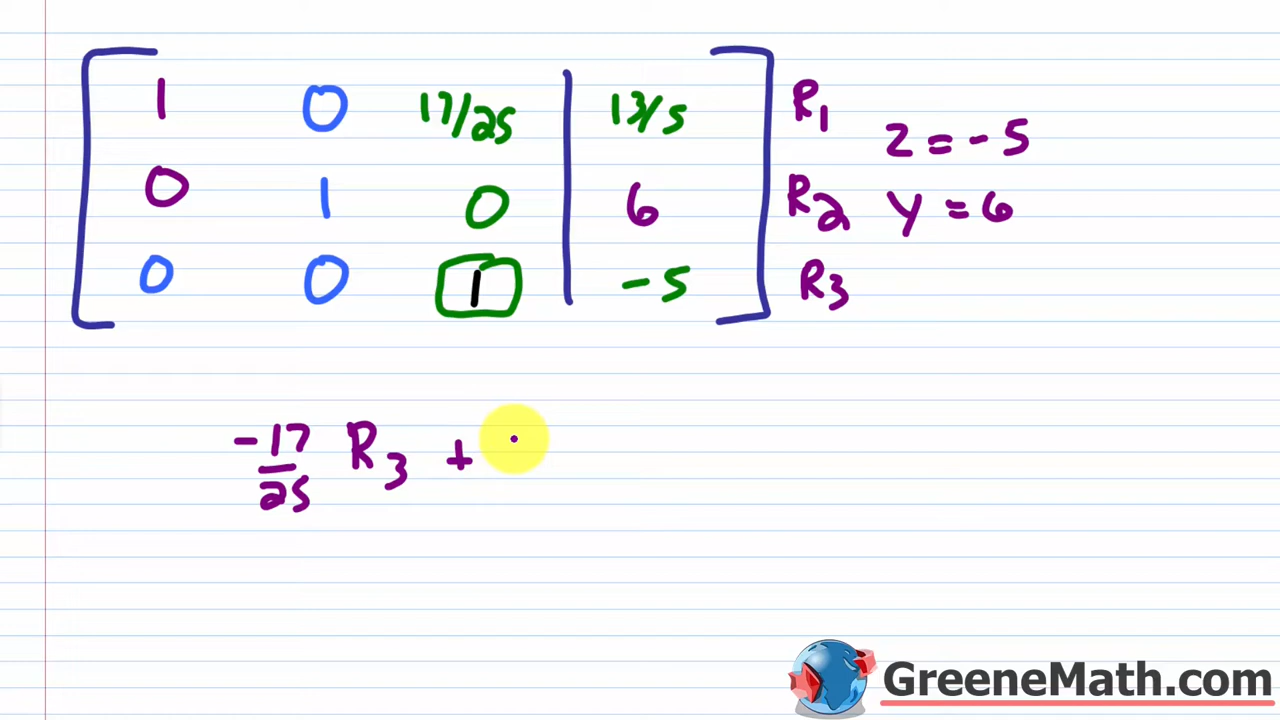 1 0 17/25 13/5 R1
z = -5
0 1 0 6 R2 y = 6
0 0 1 -5 R3
-17/25 R3 +
GreeneMath.com